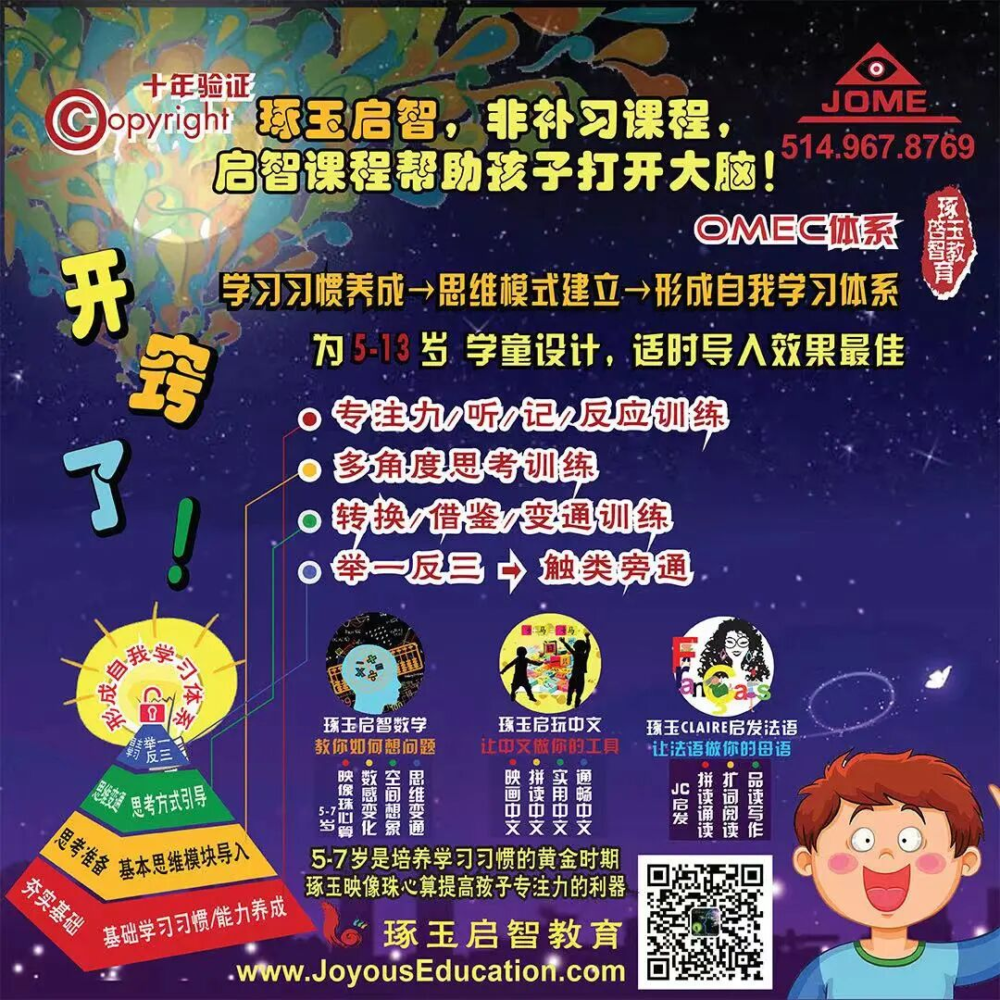 十年验证
Copyright
琢玉启智，非补习课程，
启智课程帮助孩子打开大脑！
JOME
514.967.8769
OMEC体系
琢玉教育
启智
开窍了！
学习习惯养成→思维模式建立→形成自我学习体系
为5-13岁 学童设计，适时导入效果最佳
专注力/听/记/反应训练
多角度思考训练
转换/借鉴/变通训练
举一反三 ➡ 触类旁通
形成自我学习体系
举一
反三
思维变通 思考方式引导
思考准备 基本思维模块导入
夯实基础 基础学习习惯/能力养成
琢玉启智数学
教你如何想问题
5-7岁
映像珠心算
数感变化
空间想象
思维变通
琢玉启玩中文
让中文做你的工具
映画中文
拼读中文
实用中文
通畅中文
Français
琢玉CLAIRE启发法语
让法语做你的母语
JC启发
拼读诵读
扩词阅读
品读写作
5-7岁是培养学习习惯的黄金时期
琢玉映像珠心算提高孩子专注力的利器
琢玉启智教育
www.JoyousEducation.com